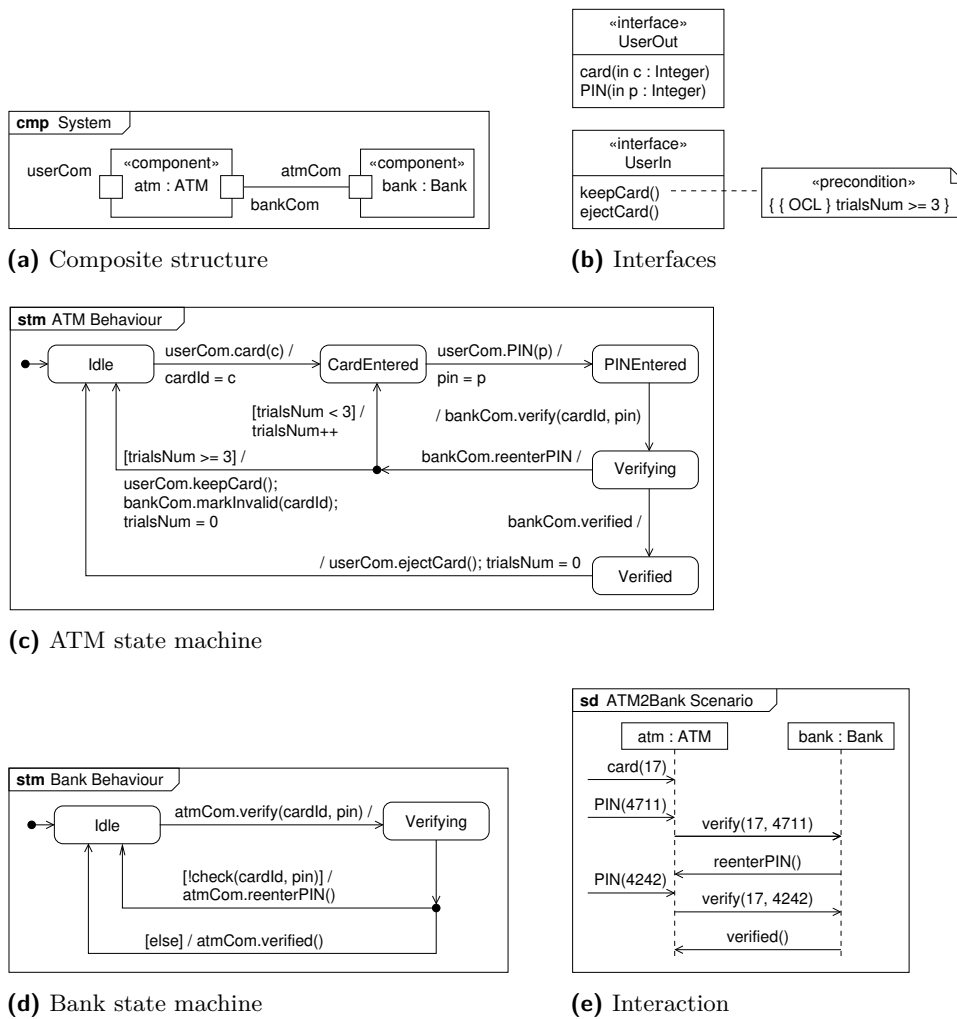 «interface»
UserOut
card(in c : Integer)
PIN(in p : Integer)
cmp System
userCom
«component»
atm : ATM
bankCom
atmCom
«component»
bank : Bank
«interface»
UserIn
keepCard()
ejectCard()
«precondition»
{ { OCL } trialsNum >= 3 }
(a) Composite structure
(b) Interfaces
stm ATM Behaviour
Idle
userCom.card(c) /
cardId = c
CardEntered
userCom.PIN(p) /
pin = p
PINEntered
[trialsNum < 3] /
trialsNum++
/ bankCom.verify(cardId, pin)
[trialsNum >= 3] /
userCom.keepCard();
bankCom.markInvalid(cardId);
trialsNum = 0
bankCom.reenterPIN /
Verifying
bankCom.verified /
/ userCom.ejectCard(); trialsNum = 0
Verified
(c) ATM state machine
stm Bank Behaviour
Idle
atmCom.verify(cardId, pin) /
Verifying
[!check(cardId, pin)] /
atmCom.reenterPIN()
[else] / atmCom.verified()
(d) Bank state machine
sd ATM2Bank Scenario
atm : ATM
bank : Bank
card(17)
PIN(4711)
verify(17, 4711)
reenterPIN()
PIN(4242)
verify(17, 4242)
verified()
(e) Interaction